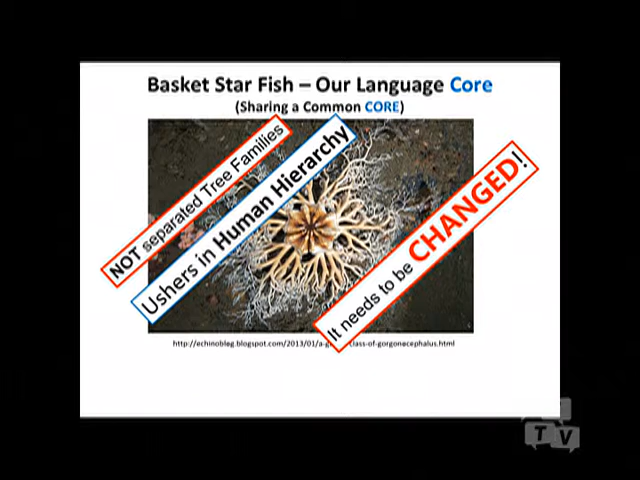 Basket Star Fish – Our Language Core
(Sharing a Common CORE)
NOT separated Tree Families
Ushers in Human Hierarchy
It needs to be CHANGED!
http://echinoblog.blogspot.com/2013/01/a-g class-of-gorgonocephalus.html
TV